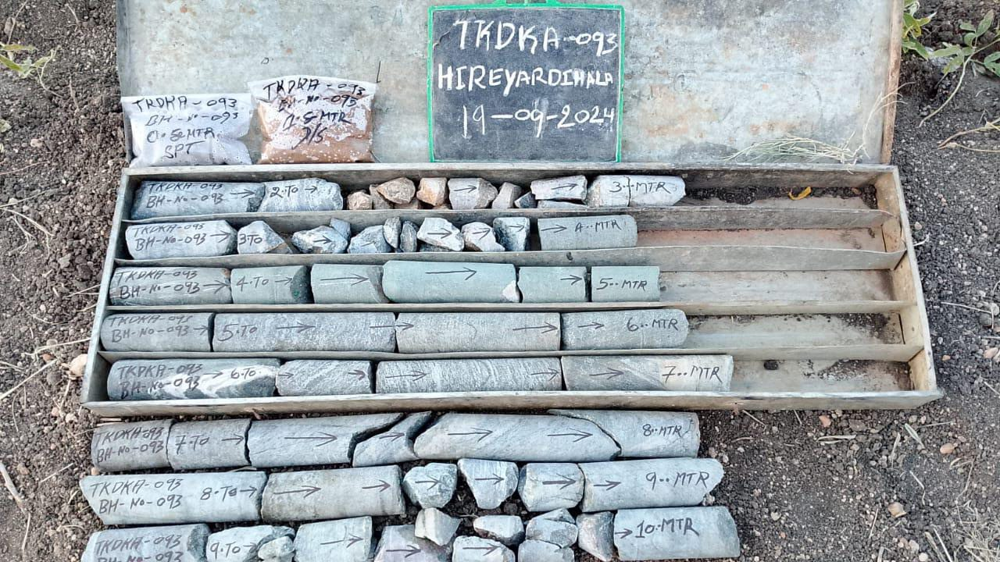 TKDKA-093
HIREYARDIHALA
19-09-2024
TKDKA-093
BH-No-093
0.5 MTR
SPT
TKDKA-093
BH-No-093
0.5 MTR
D/S
TKDKA-093
BH-No-093
2.To
3.MTR
TKDKA-093
BH-No-093
3.To
4..MTR
TKDKA-093
BH-No-093
4.To
5..MTR
TKDKA-093
BH-No-093
5.To
6..MTR
TKDKA-093
BH-No-093
6.To
7..MTR
TKDKA-093
BH-No-093
7.To
8.MTR
TKDKA-093
BH-No-093
8.To
9..MTR
TKDKA-093
BH-No-093
9.To
10.MTR